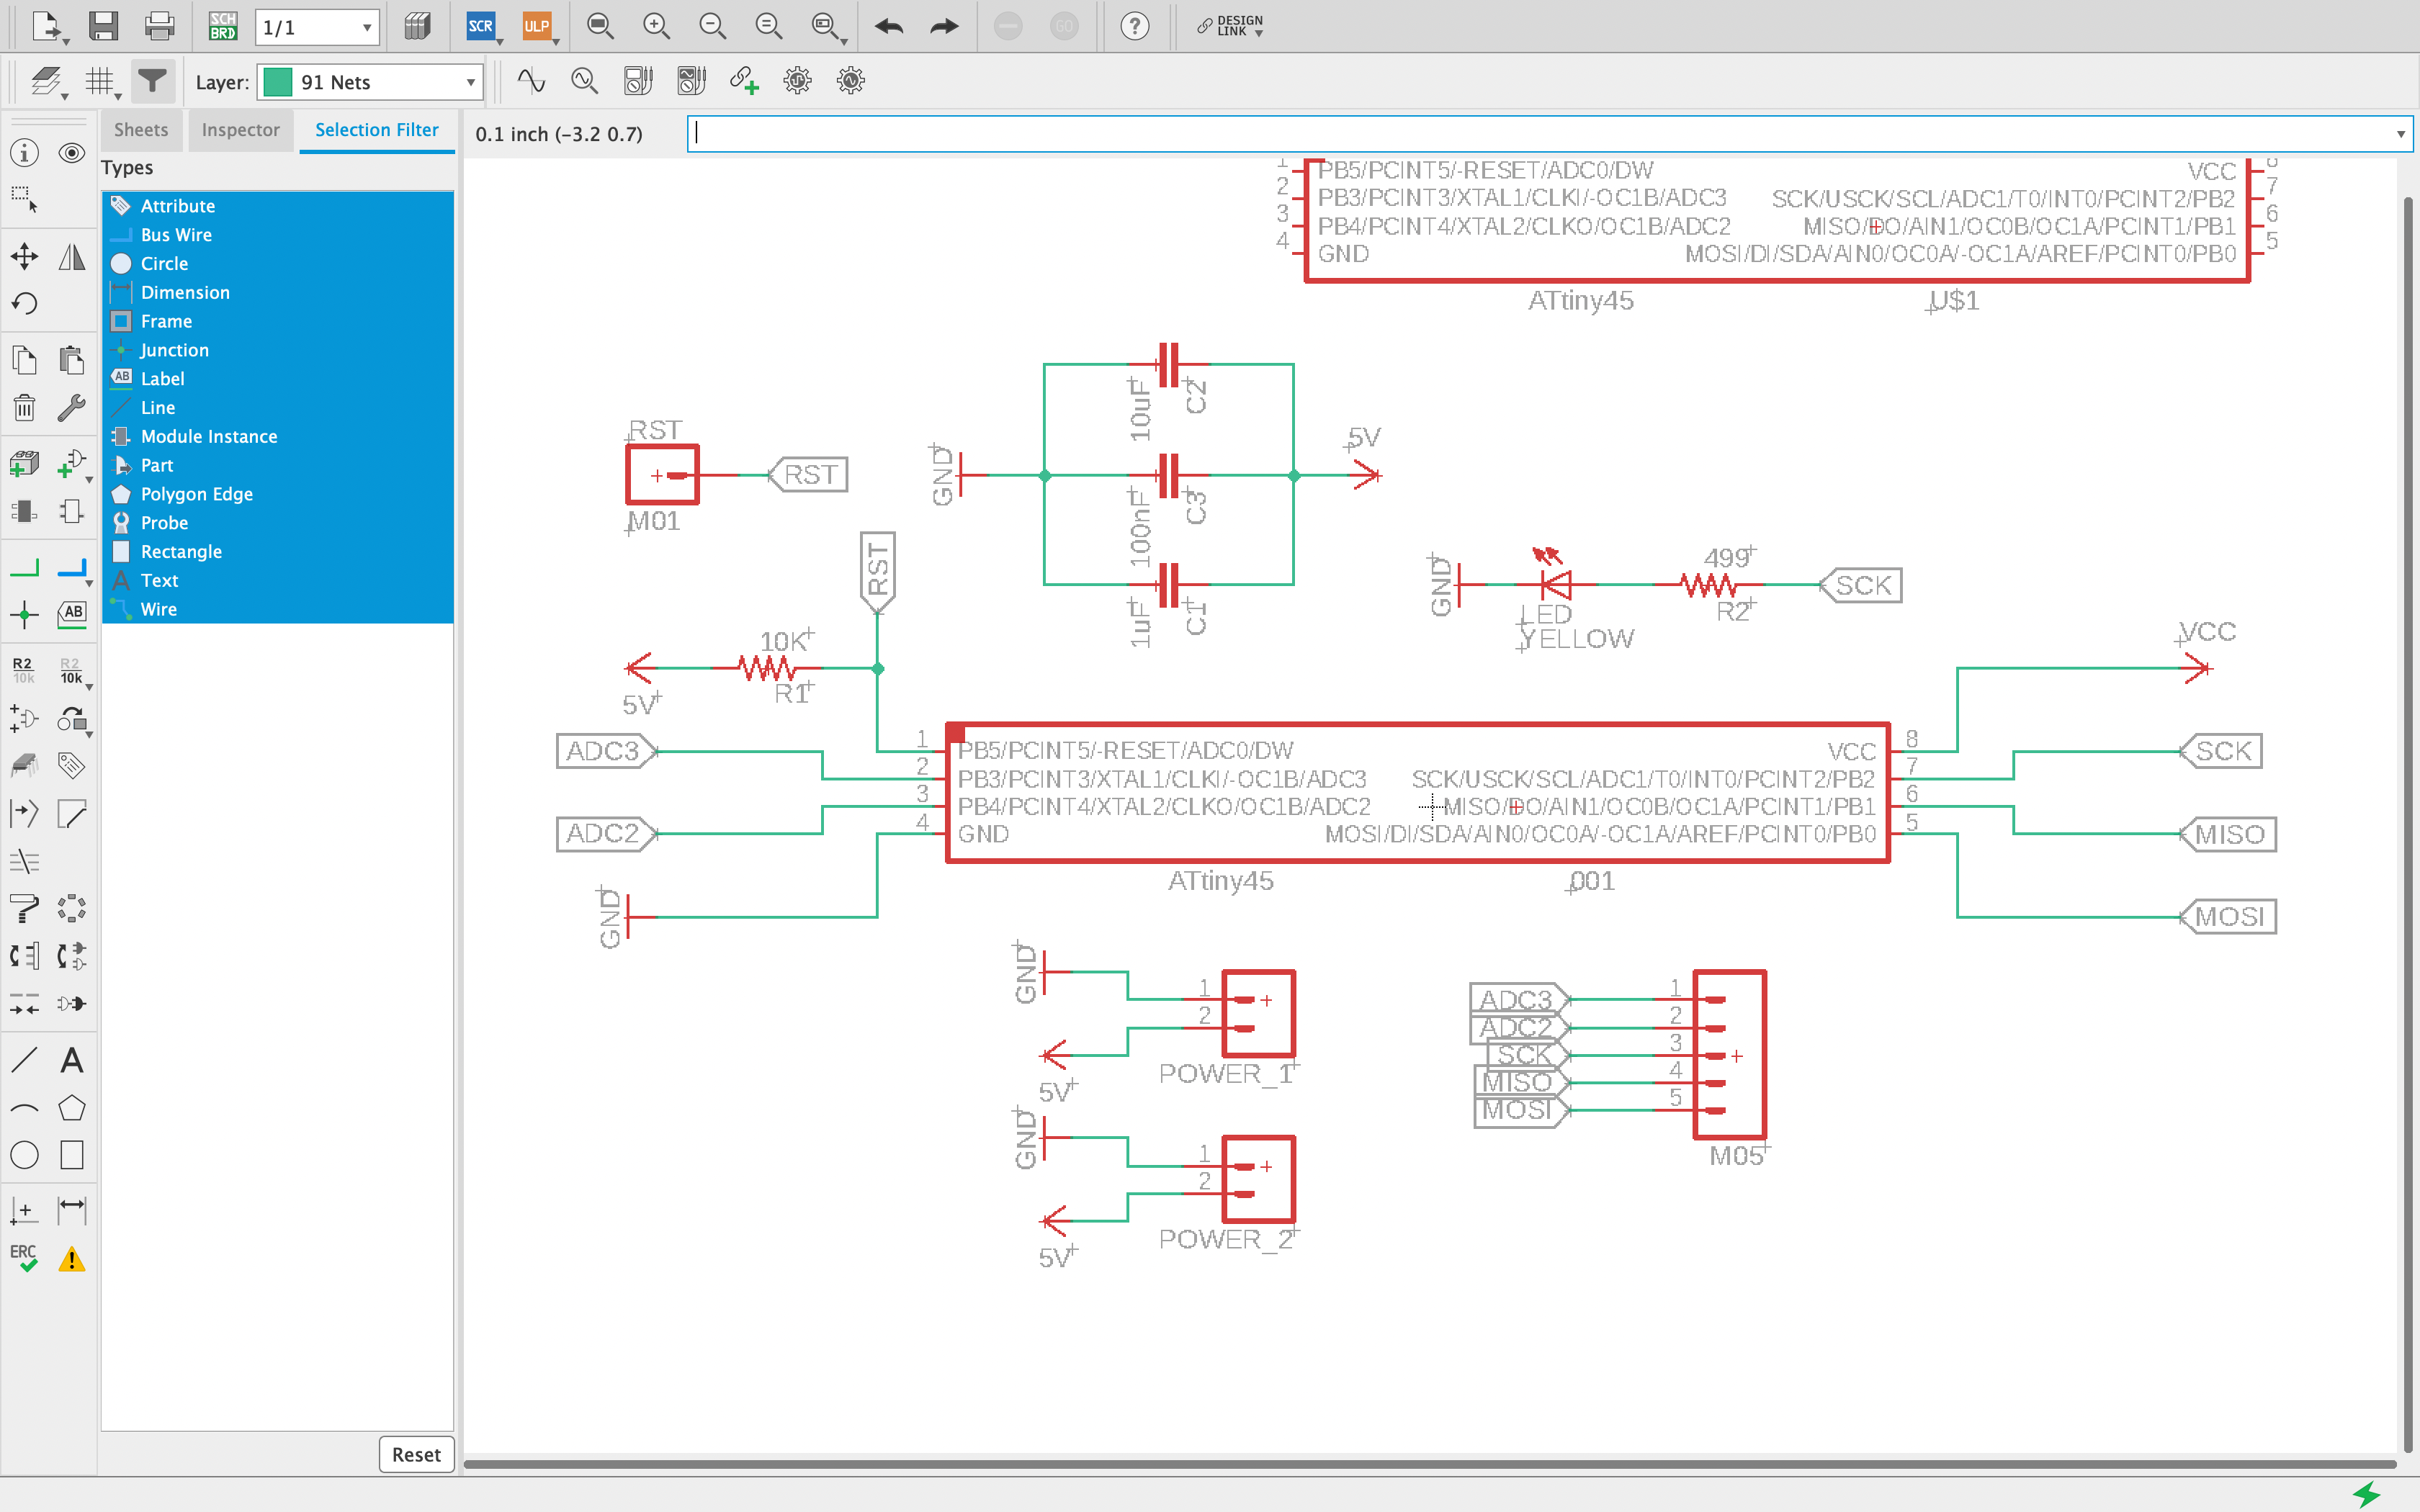 SCH
BRD
1/1
SCR
ULP
GO
?
DESIGN
LINK
Layer:
91 Nets
Sheets
Inspector
Selection Filter
0.1 inch (-3.2 0.7)
Types
Attribute
Bus Wire
Circle
Dimension
Frame
Junction
AB
Label
Line
Module Instance
Part
Polygon Edge
Probe
Rectangle
A
Text
Wire
Reset
i
AB
R2
10k
R2
10k
A
ERC
!
1 PB5/PCINT5/-RESET/ADC0/DW VCC 8
2 PB3/PCINT3/XTAL1/CLKI/-OC1B/ADC3 SCK/USCK/SCL/ADC1/T0/INT0/PCINT2/PB2 7
3 PB4/PCINT4/XTAL2/CLKO/OC1B/ADC2 MISO/DO/AIN1/OC0B/OC1A/PCINT1/PB1 6
4 GND MOSI/DI/SDA/AIN0/OC0A/-OC1A/AREF/PCINT0/PB0 5
ATtiny45 U$1
RST
RST
M01
GND
10uF
C2
100nF
C3
1uF
C1
5V
GND
LED
YELLOW
499
R2
SCK
RST
10K
R1
5V
VCC
ADC3
ADC2
GND
1 PB5/PCINT5/-RESET/ADC0/DW VCC 8
2 PB3/PCINT3/XTAL1/CLKI/-OC1B/ADC3 SCK/USCK/SCL/ADC1/T0/INT0/PCINT2/PB2 7
3 PB4/PCINT4/XTAL2/CLKO/OC1B/ADC2 MISO/DO/AIN1/OC0B/OC1A/PCINT1/PB1 6
4 GND MOSI/DI/SDA/AIN0/OC0A/-OC1A/AREF/PCINT0/PB0 5
ATtiny45 001
SCK
MISO
MOSI
GND
1
2
5V
POWER_1
GND
1
2
5V
POWER_2
ADC3 1
ADC2 2
SCK 3
MISO 4
MOSI 5
M05